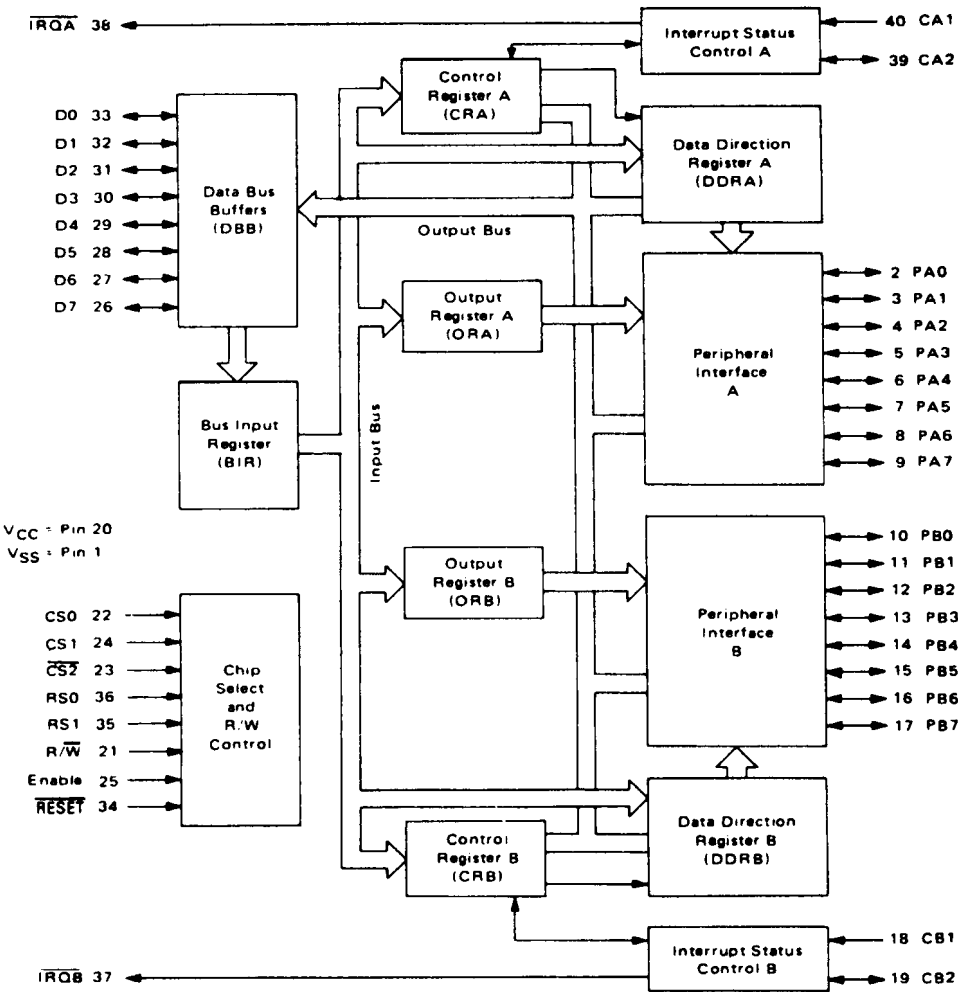 IRQA 38
Interrupt Status
Control A
40 CA1
39 CA2
Control
Register A
(CRA)
D0 33
D1 32
D2 31
D3 30
D4 29
D5 28
D6 27
D7 26
Data Bus
Buffers
(DBB)
Data Direction
Register A
(DDRA)
Output Bus
Output
Register A
(ORA)
Peripheral
Interface
A
2 PA0
3 PA1
4 PA2
5 PA3
6 PA4
7 PA5
8 PA6
9 PA7
Bus Input
Register
(BIR)
Input Bus
VCC = Pin 20
VSS = Pin 1
Output
Register B
(ORB)
Peripheral
Interface
B
10 PB0
11 PB1
12 PB2
13 PB3
14 PB4
15 PB5
16 PB6
17 PB7
CS0 22
CS1 24
CS2 23
RS0 36
RS1 35
R/W 21
Enable 25
RESET 34
Chip
Select
and
R/W
Control
Control
Register B
(CRB)
Data Direction
Register B
(DDRB)
Interrupt Status
Control B
18 CB1
19 CB2
IRQB 37